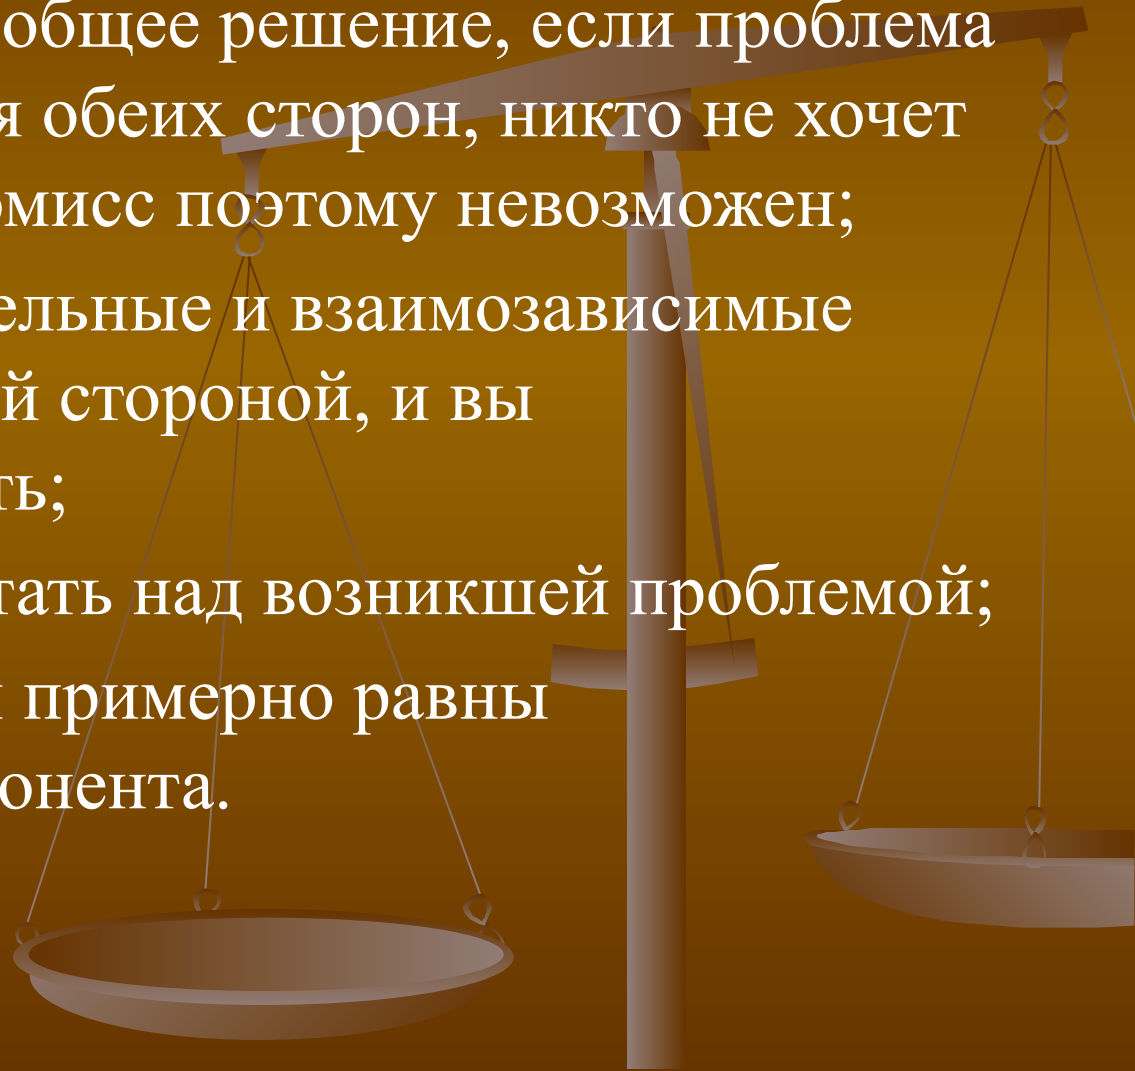 общее решение, если проблема
я обеих сторон, никто не хочет
омисс поэтому невозможен;
ельные и взаимозависимые
й стороной, и вы
ть;
тать над возникшей проблемой;
примерно равны
онента.